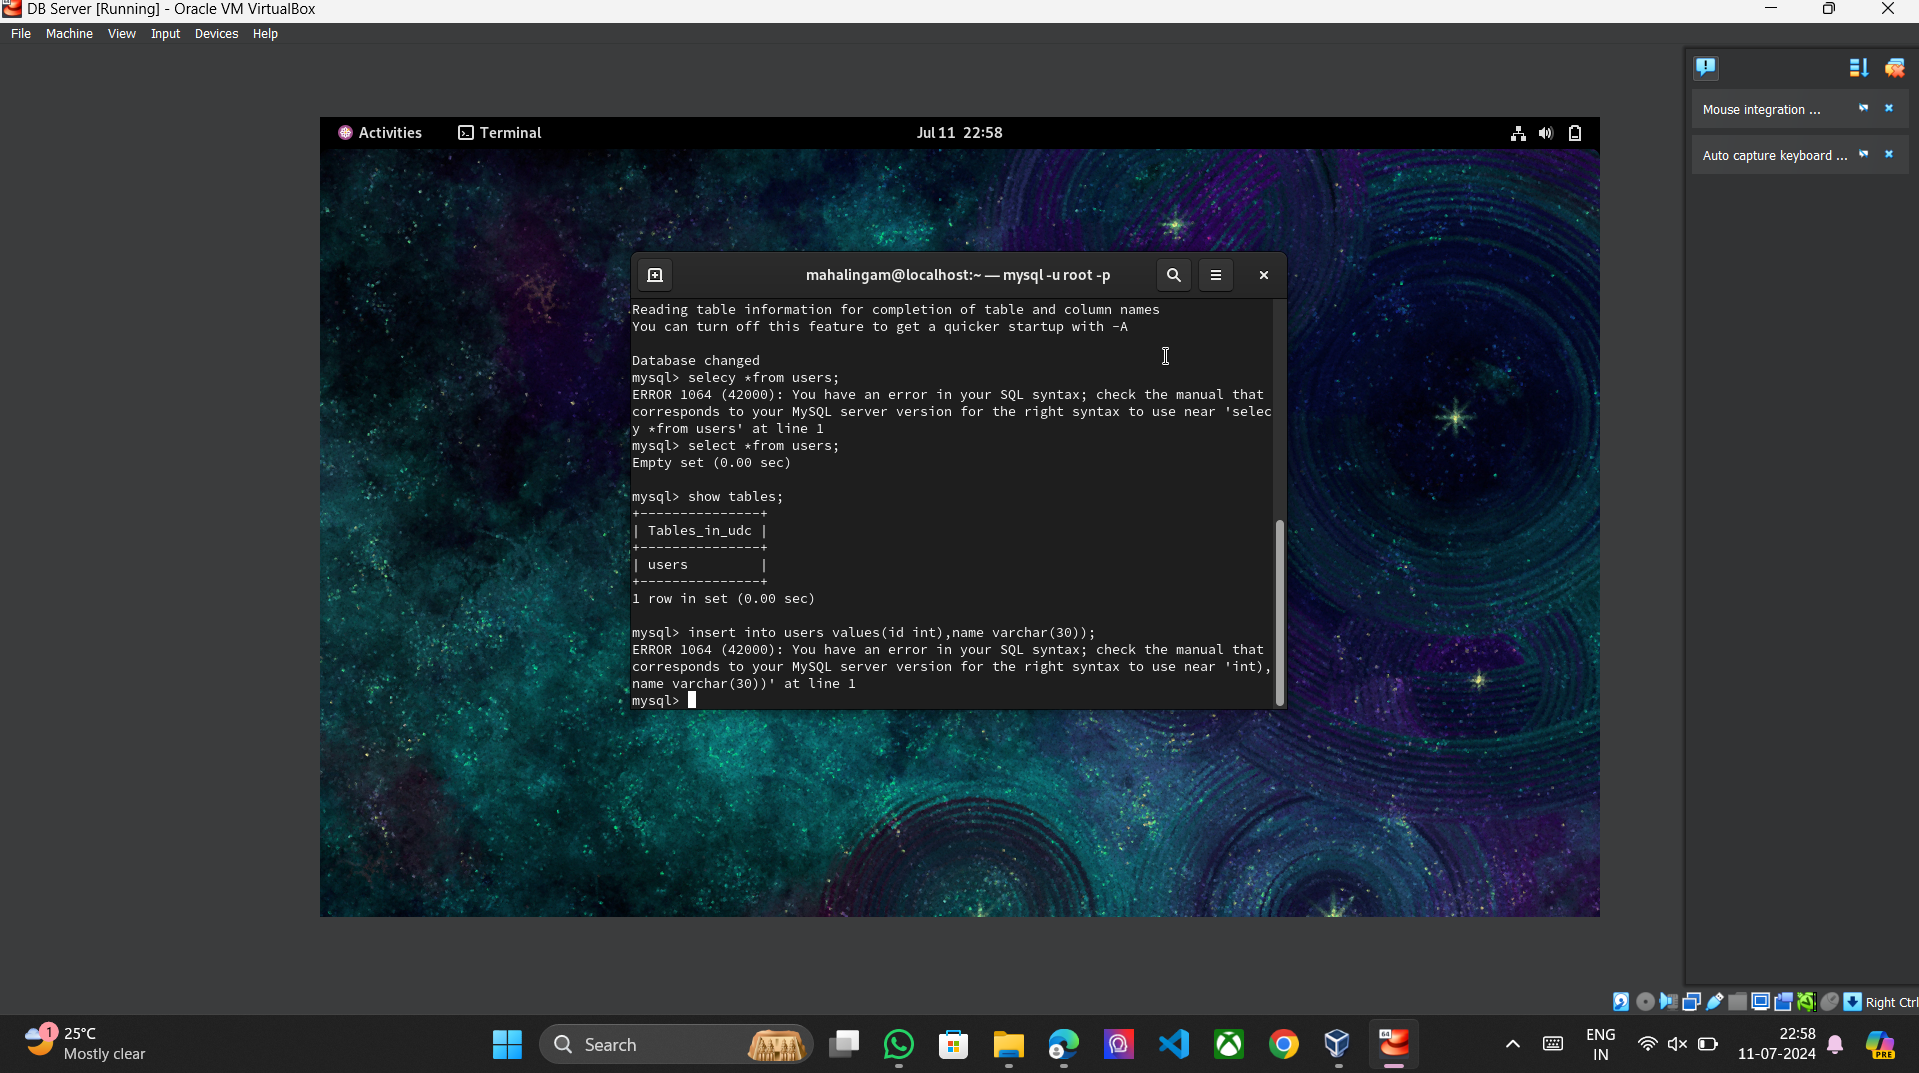 DB Server [Running] - Oracle VM VirtualBox
File Machine View Input Devices Help
Mouse integration ...
Auto capture keyboard ...
Activities Terminal Jul 11 22:58
mahalingam@localhost:~ — mysql -u root -p
Reading table information for completion of table and column names
You can turn off this feature to get a quicker startup with -A
Database changed
mysql> selecy *from users;
ERROR 1064 (42000): You have an error in your SQL syntax; check the manual that
corresponds to your MySQL server version for the right syntax to use near 'selec
y *from users' at line 1
mysql> select *from users;
Empty set (0.00 sec)
mysql> show tables;
+---------------+
| Tables_in_udc |
+---------------+
| users         |
+---------------+
1 row in set (0.00 sec)
mysql> insert into users values(id int),name varchar(30));
ERROR 1064 (42000): You have an error in your SQL syntax; check the manual that
corresponds to your MySQL server version for the right syntax to use near 'int),
name varchar(30))' at line 1
mysql>
Right Ctrl
1
25°C
Mostly clear
Search
64
ENG
IN
22:58
11-07-2024
PRE